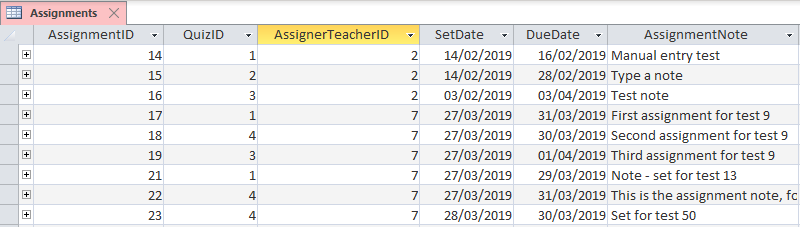 Assignments
AssignmentID QuizID AssignerTeacherID SetDate DueDate AssignmentNote
14 1 2 14/02/2019 16/02/2019 Manual entry test
15 2 2 14/02/2019 28/02/2019 Type a note
16 3 2 03/02/2019 03/04/2019 Test note
17 1 7 27/03/2019 31/03/2019 First assignment for test 9
18 4 7 27/03/2019 30/03/2019 Second assignment for test 9
19 3 7 27/03/2019 01/04/2019 Third assignment for test 9
21 1 7 27/03/2019 29/03/2019 Note - set for test 13
22 4 7 27/03/2019 31/03/2019 This is the assignment note, fo
23 4 7 28/03/2019 30/03/2019 Set for test 50